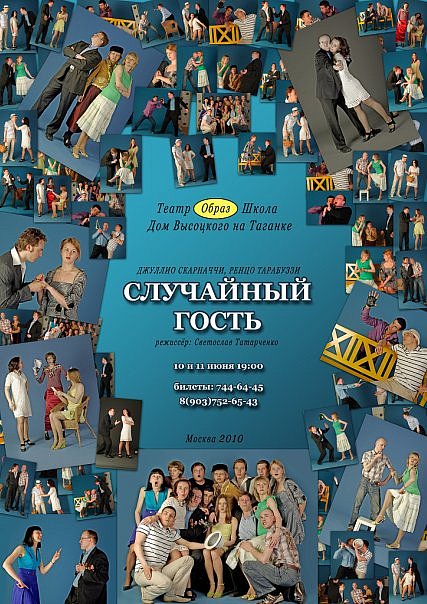 Театр Образ Школа
Дом Высоцкого на Таганке
ДЖУЛЛИО СКАРНАЧЧИ, РЕНЦО ТАРАБУЗЗИ
СЛУЧАЙНЫЙ
ГОСТЬ
режиссёр: Светослав Татарченко
10 и 11 июня 19:00
билеты: 744-64-45
8(903)752-65-43
Москва 2010